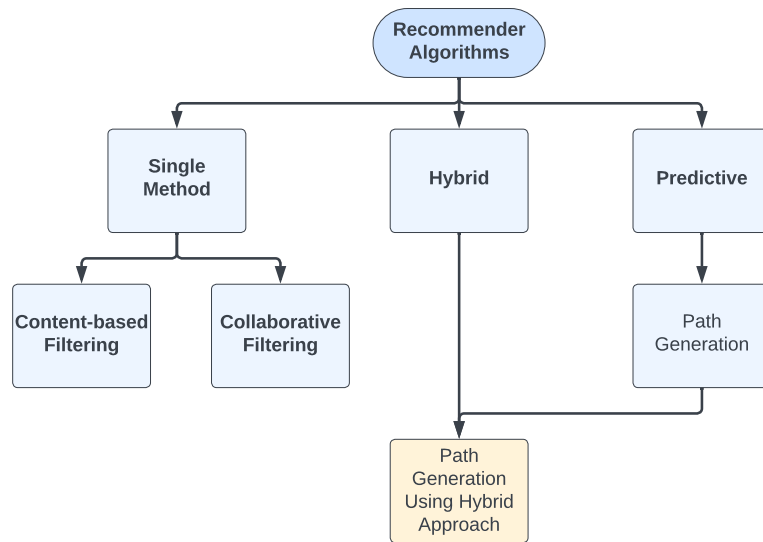 Recommender
Algorithms
Single
Method
Hybrid
Predictive
Content-based
Filtering
Collaborative
Filtering
Path
Generation
Path
Generation
Using Hybrid
Approach